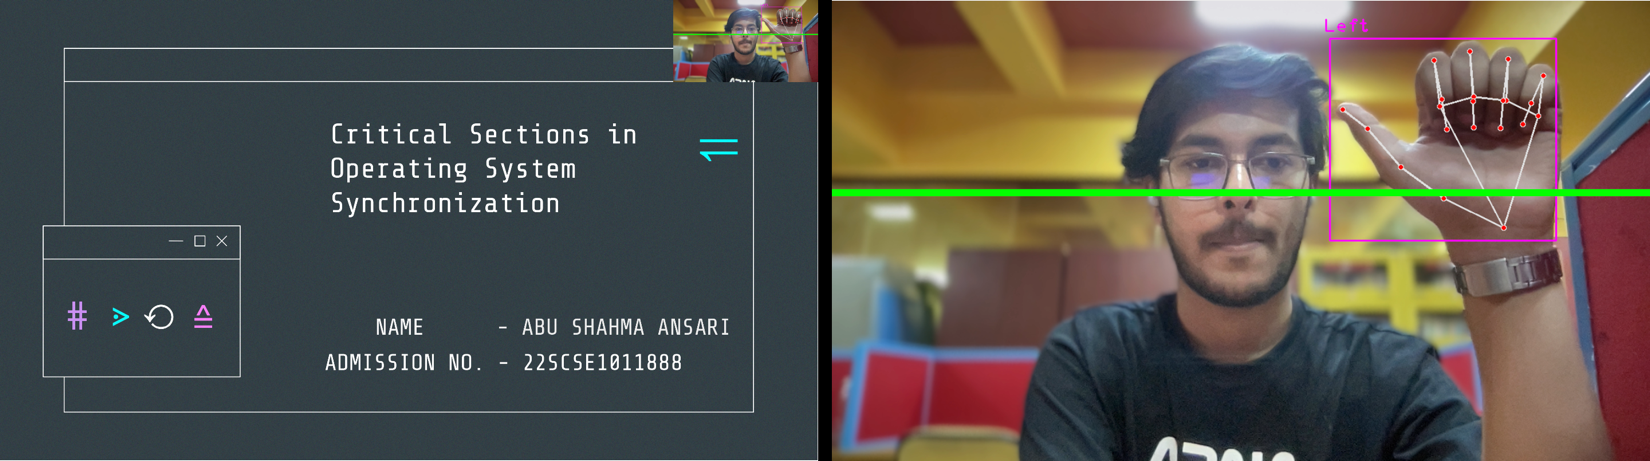 Critical Sections in
Operating System
Synchronization
NAME - ABU SHAHMA ANSARI
ADMISSION NO. - 22SCSE1011888
Left